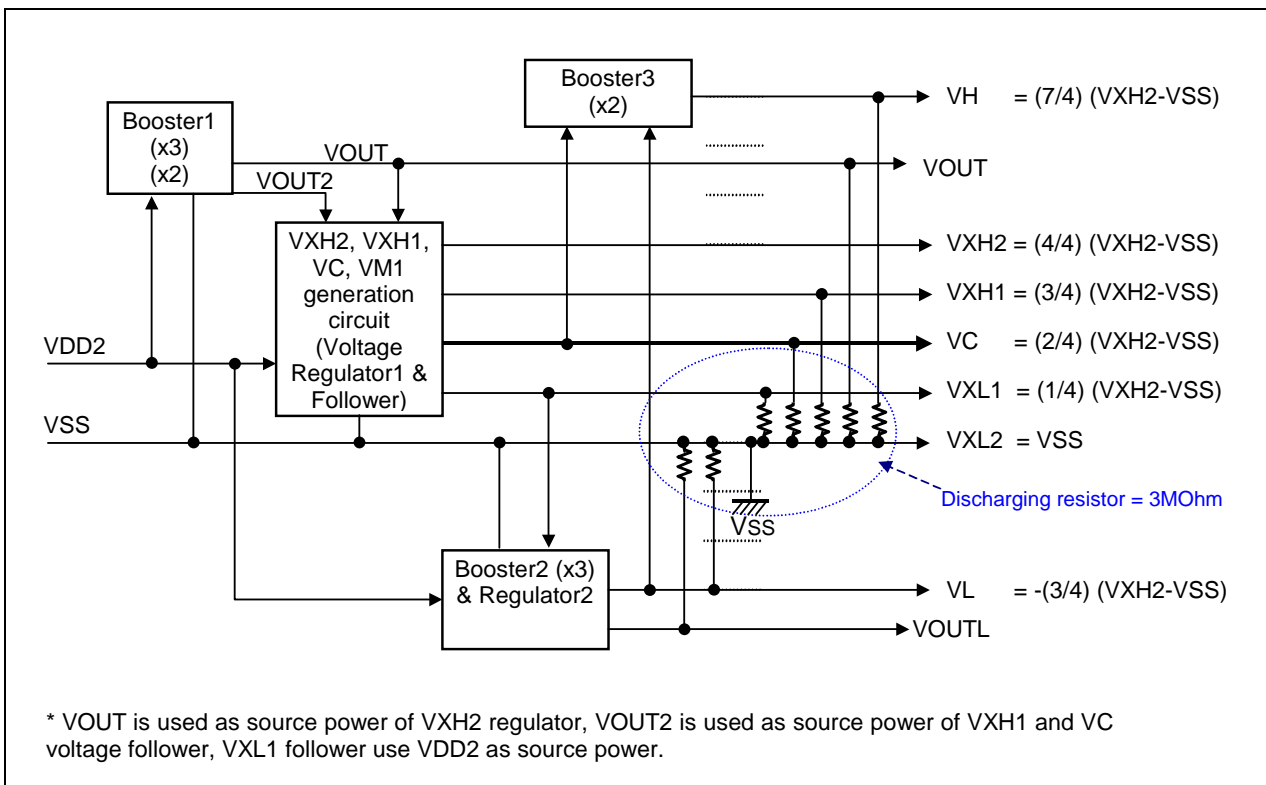 Booster3
(x2)
VH = (7/4) (VXH2-VSS)
Booster1
(x3)
(x2)
VOUT
VOUT2
VOUT
VXH2, VXH1,
VC, VM1
generation
circuit
(Voltage
Regulator1 &
Follower)
VXH2 = (4/4) (VXH2-VSS)
VXH1 = (3/4) (VXH2-VSS)
VDD2
VC = (2/4) (VXH2-VSS)
VXL1 = (1/4) (VXH2-VSS)
VSS
VXL2 = VSS
Discharging resistor = 3MOhm
VSS
Booster2 (x3)
& Regulator2
VL = -(3/4) (VXH2-VSS)
VOUTL
* VOUT is used as source power of VXH2 regulator, VOUT2 is used as source power of VXH1 and VC
voltage follower, VXL1 follower use VDD2 as source power.